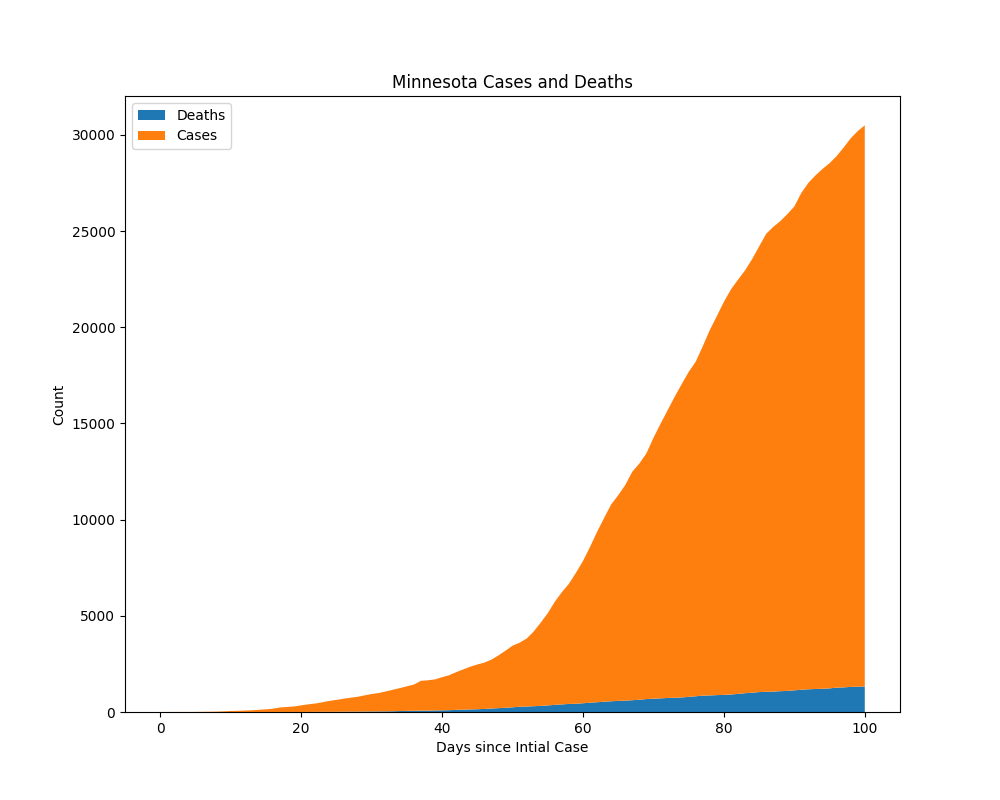 Minnesota Cases and Deaths
Deaths
Cases
30000
25000
20000
15000
10000
5000
0
Count
0 20 40 60 80 100
Days since Intial Case